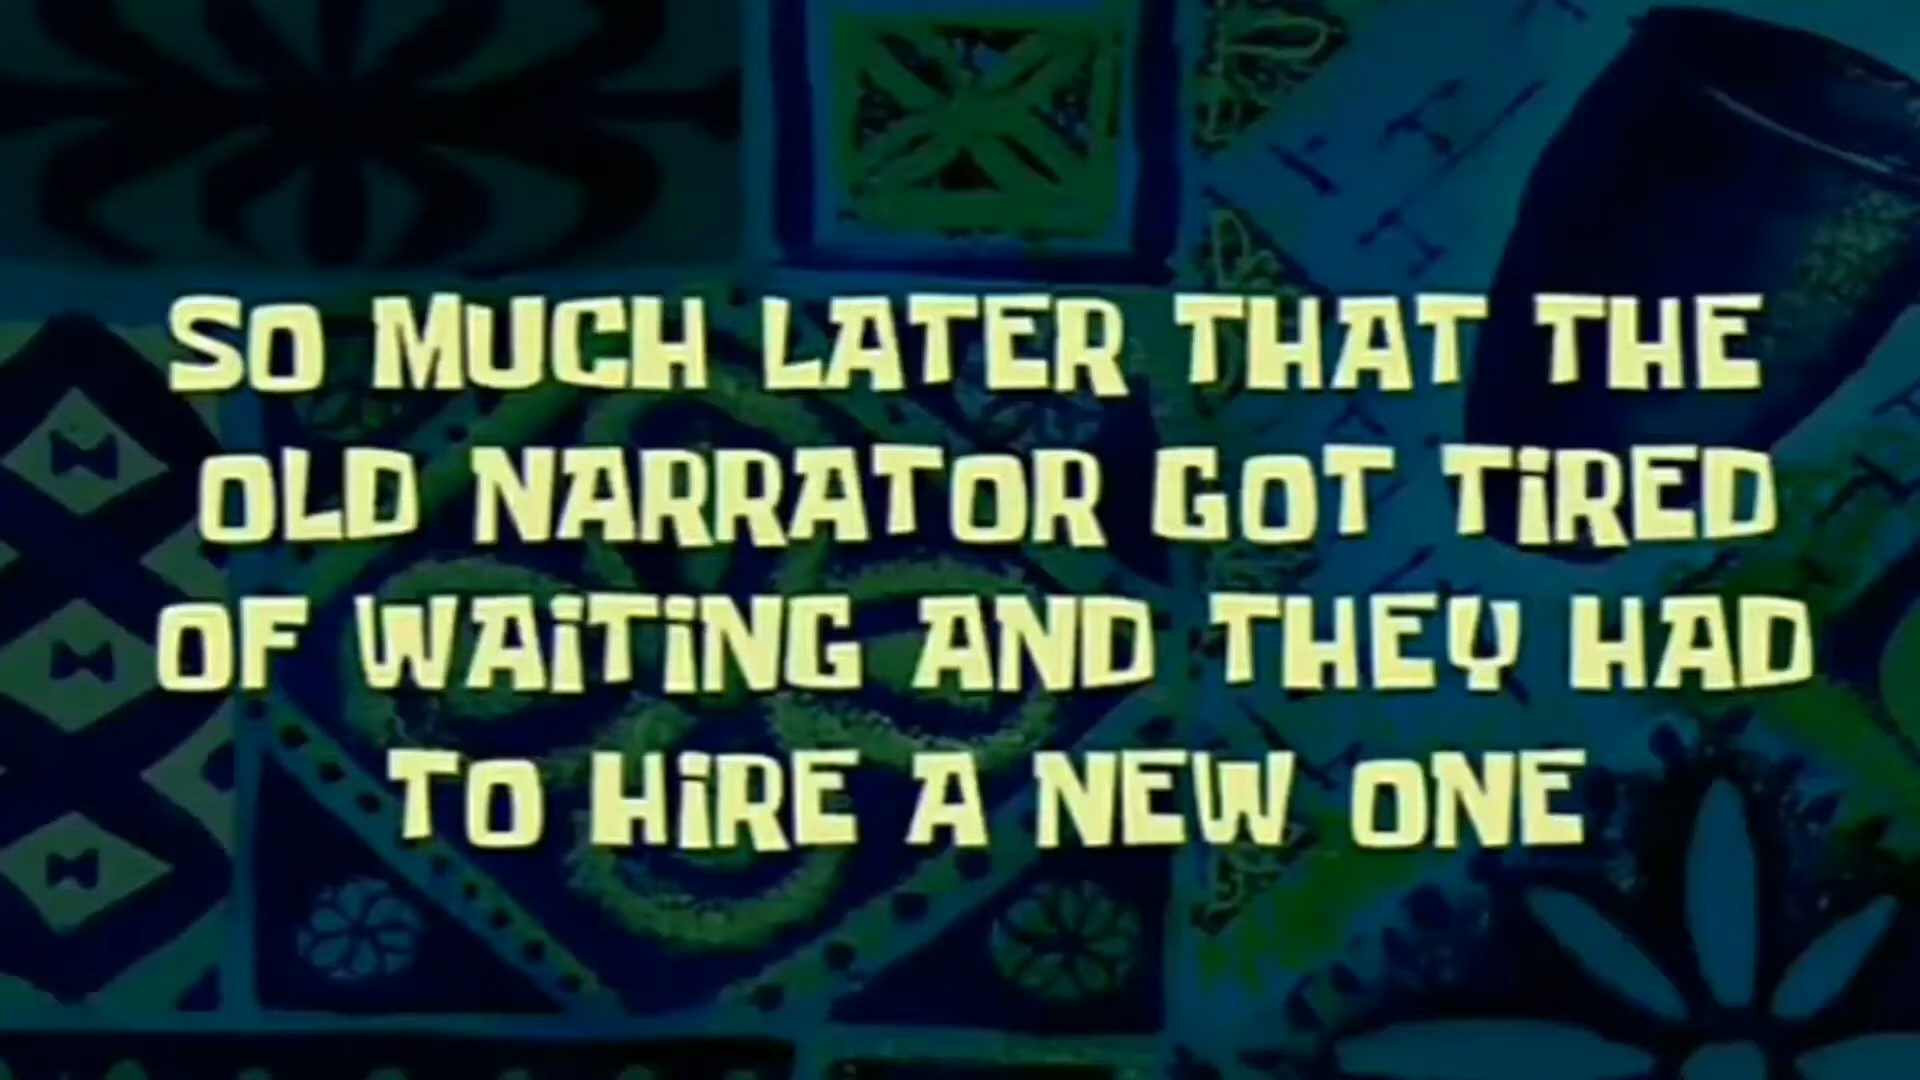 SO MUCH LATER THAT THE
OLD NARRATOR GOT TIRED
OF WAITING AND THEY HAD
TO HIRE A NEW ONE